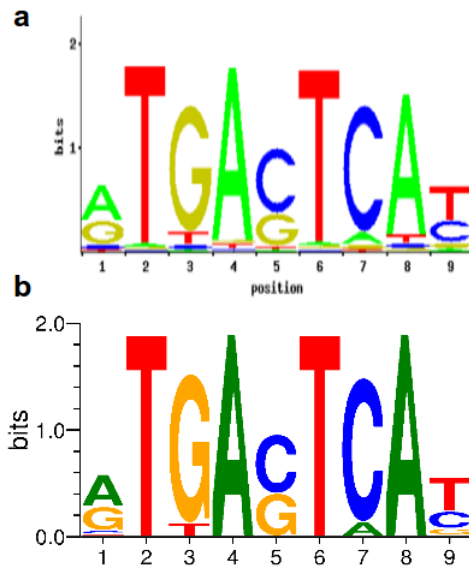 a
2
bits
1
A T G A C T C A T
G T G A C
1 2 3 4 5 6 7 8 9
position
b
2.0
bits
1.0
A T G A C T C A T
G T G A C
0.0
1 2 3 4 5 6 7 8 9